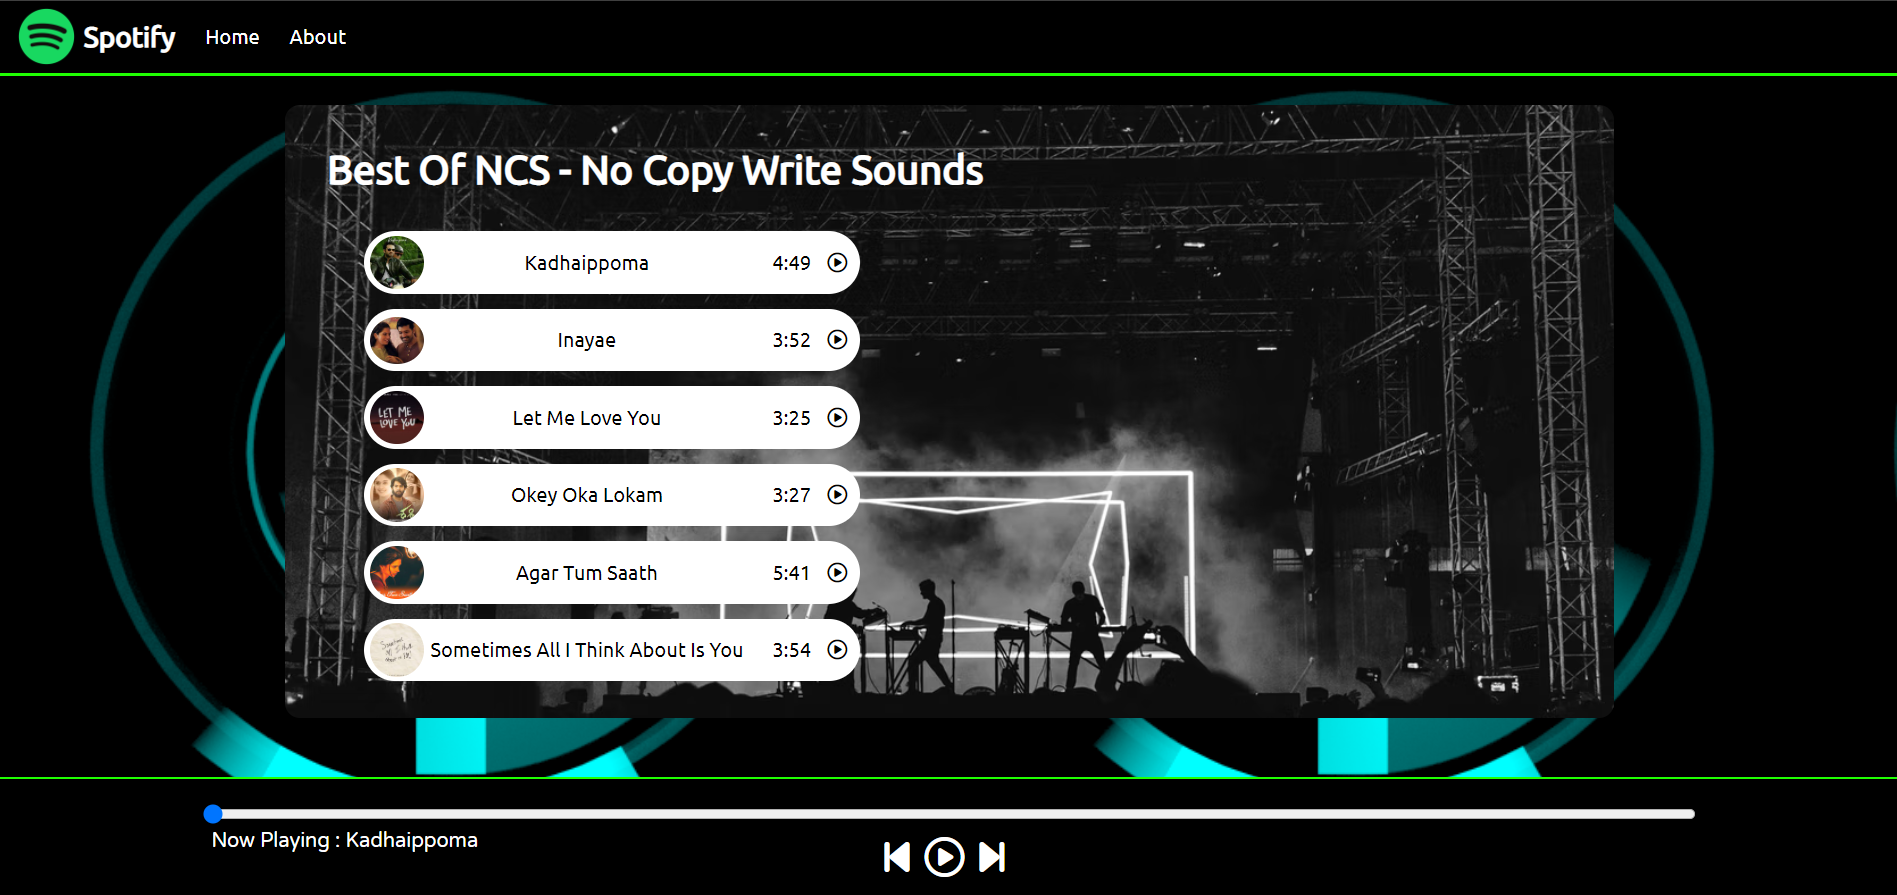 Spotify Home About
Best Of NCS - No Copy Write Sounds
Kadhaippoma 4:49
Inayae 3:52
LET ME
LOVE YOU
Let Me Love You 3:25
Okey Oka Lokam 3:27
Agar Tum Saath 5:41
Sometimes All I Think About Is You 3:54
Now Playing : Kadhaippoma